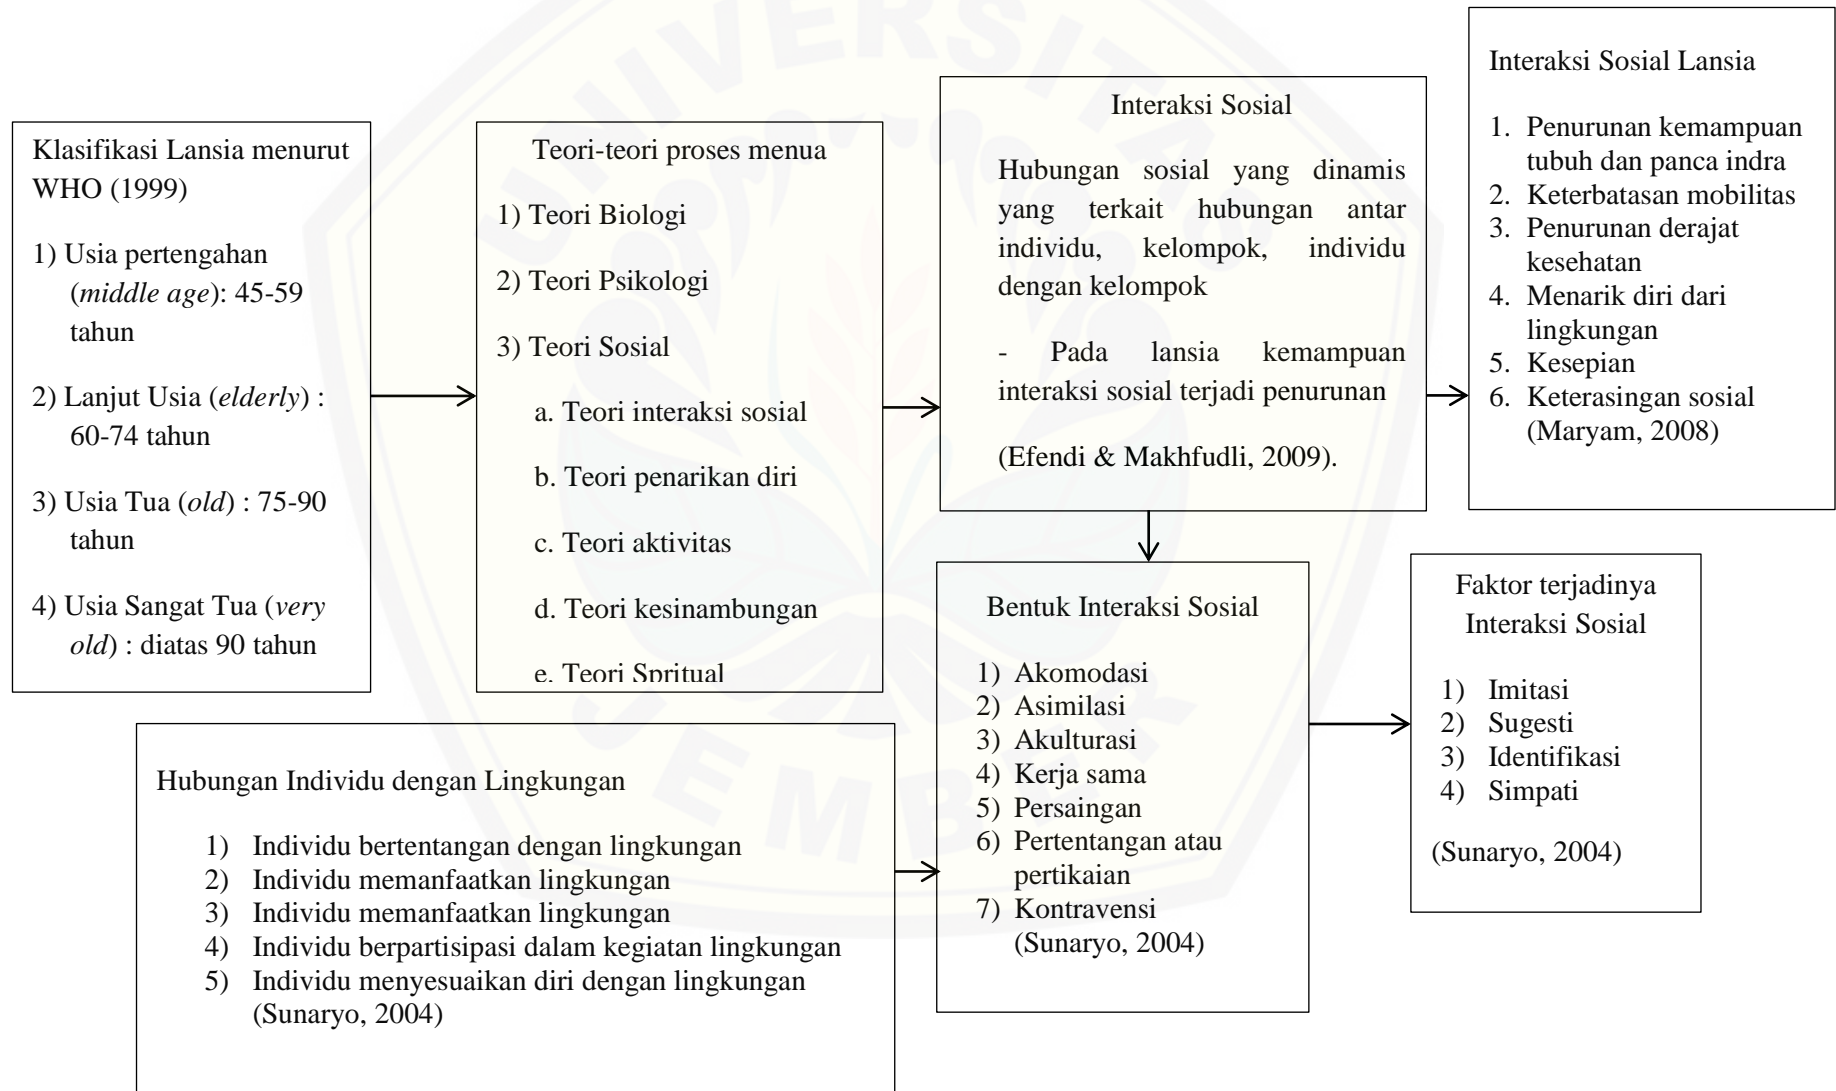 Klasifikasi Lansia menurut
WHO (1999)
1) Usia pertengahan
(middle age): 45-59
tahun
2) Lanjut Usia (elderly) :
60-74 tahun
3) Usia Tua (old) : 75-90
tahun
4) Usia Sangat Tua (very
old) : diatas 90 tahun
Teori-teori proses menua
1) Teori Biologi
2) Teori Psikologi
3) Teori Sosial
a. Teori interaksi sosial
b. Teori penarikan diri
c. Teori aktivitas
d. Teori kesinambungan
e. Teori Spritual
Interaksi Sosial
Hubungan sosial yang dinamis
yang terkait hubungan antar
individu, kelompok, individu
dengan kelompok
- Pada lansia kemampuan
interaksi sosial terjadi penurunan
(Efendi & Makhfudli, 2009).
Interaksi Sosial Lansia
1. Penurunan kemampuan
tubuh dan panca indra
2. Keterbatasan mobilitas
3. Penurunan derajat
kesehatan
4. Menarik diri dari
lingkungan
5. Kesepian
6. Keterasingan sosial
(Maryam, 2008)
Hubungan Individu dengan Lingkungan
1) Individu bertentangan dengan lingkungan
2) Individu memanfaatkan lingkungan
3) Individu memanfaatkan lingkungan
4) Individu berpartisipasi dalam kegiatan lingkungan
5) Individu menyesuaikan diri dengan lingkungan
(Sunaryo, 2004)
Bentuk Interaksi Sosial
1) Akomodasi
2) Asimilasi
3) Akulturasi
4) Kerja sama
5) Persaingan
6) Pertentangan atau
pertikaian
7) Kontravensi
(Sunaryo, 2004)
Faktor terjadinya
Interaksi Sosial
1) Imitasi
2) Sugesti
3) Identifikasi
4) Simpati
(Sunaryo, 2004)
UNIVERSITAS
JEMBER